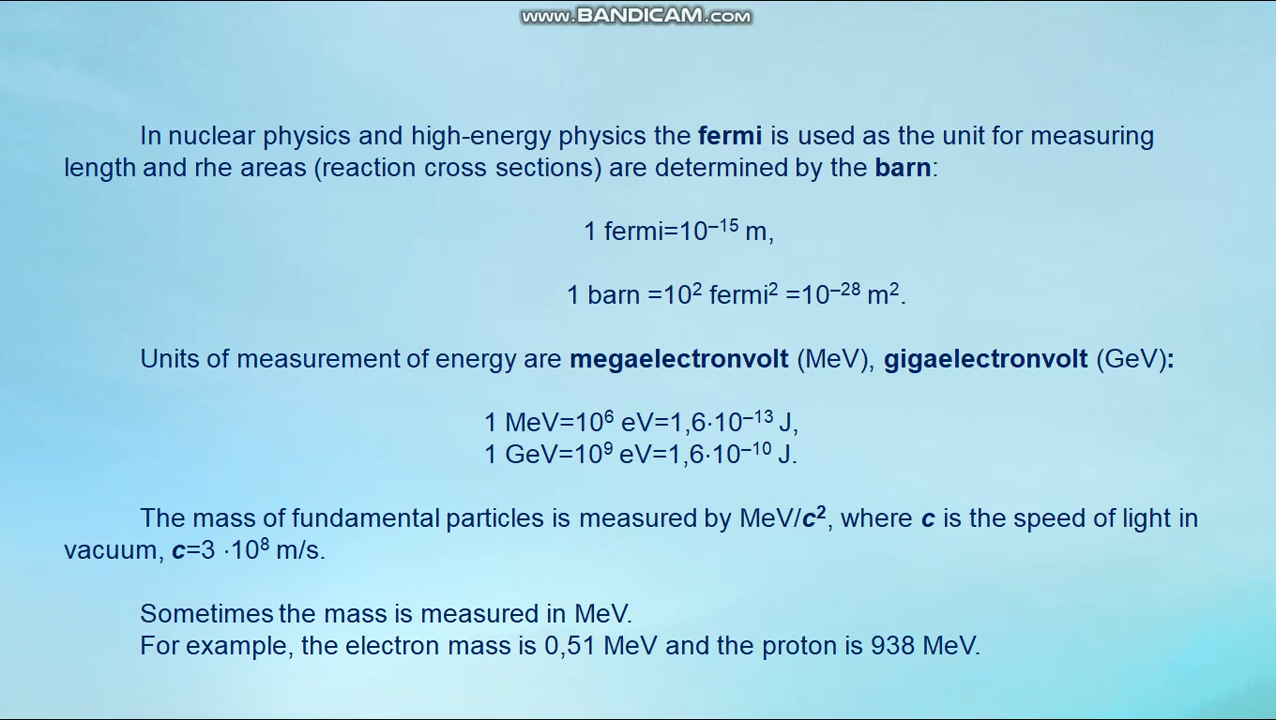 www.BANDICAM.com
In nuclear physics and high-energy physics the fermi is used as the unit for measuring
length and rhe areas (reaction cross sections) are determined by the barn:
1 fermi=10⁻¹⁵ m,
1 barn =10² fermi² =10⁻²⁸ m².
Units of measurement of energy are megaelectronvolt (MeV), gigaelectronvolt (GeV):
1 MeV=10⁶ eV=1,6·10⁻¹³ J,
1 GeV=10⁹ eV=1,6·10⁻¹⁰ J.
The mass of fundamental particles is measured by MeV/c², where c is the speed of light in
vacuum, c=3 ·10⁸ m/s.
Sometimes the mass is measured in MeV.
For example, the electron mass is 0,51 MeV and the proton is 938 MeV.